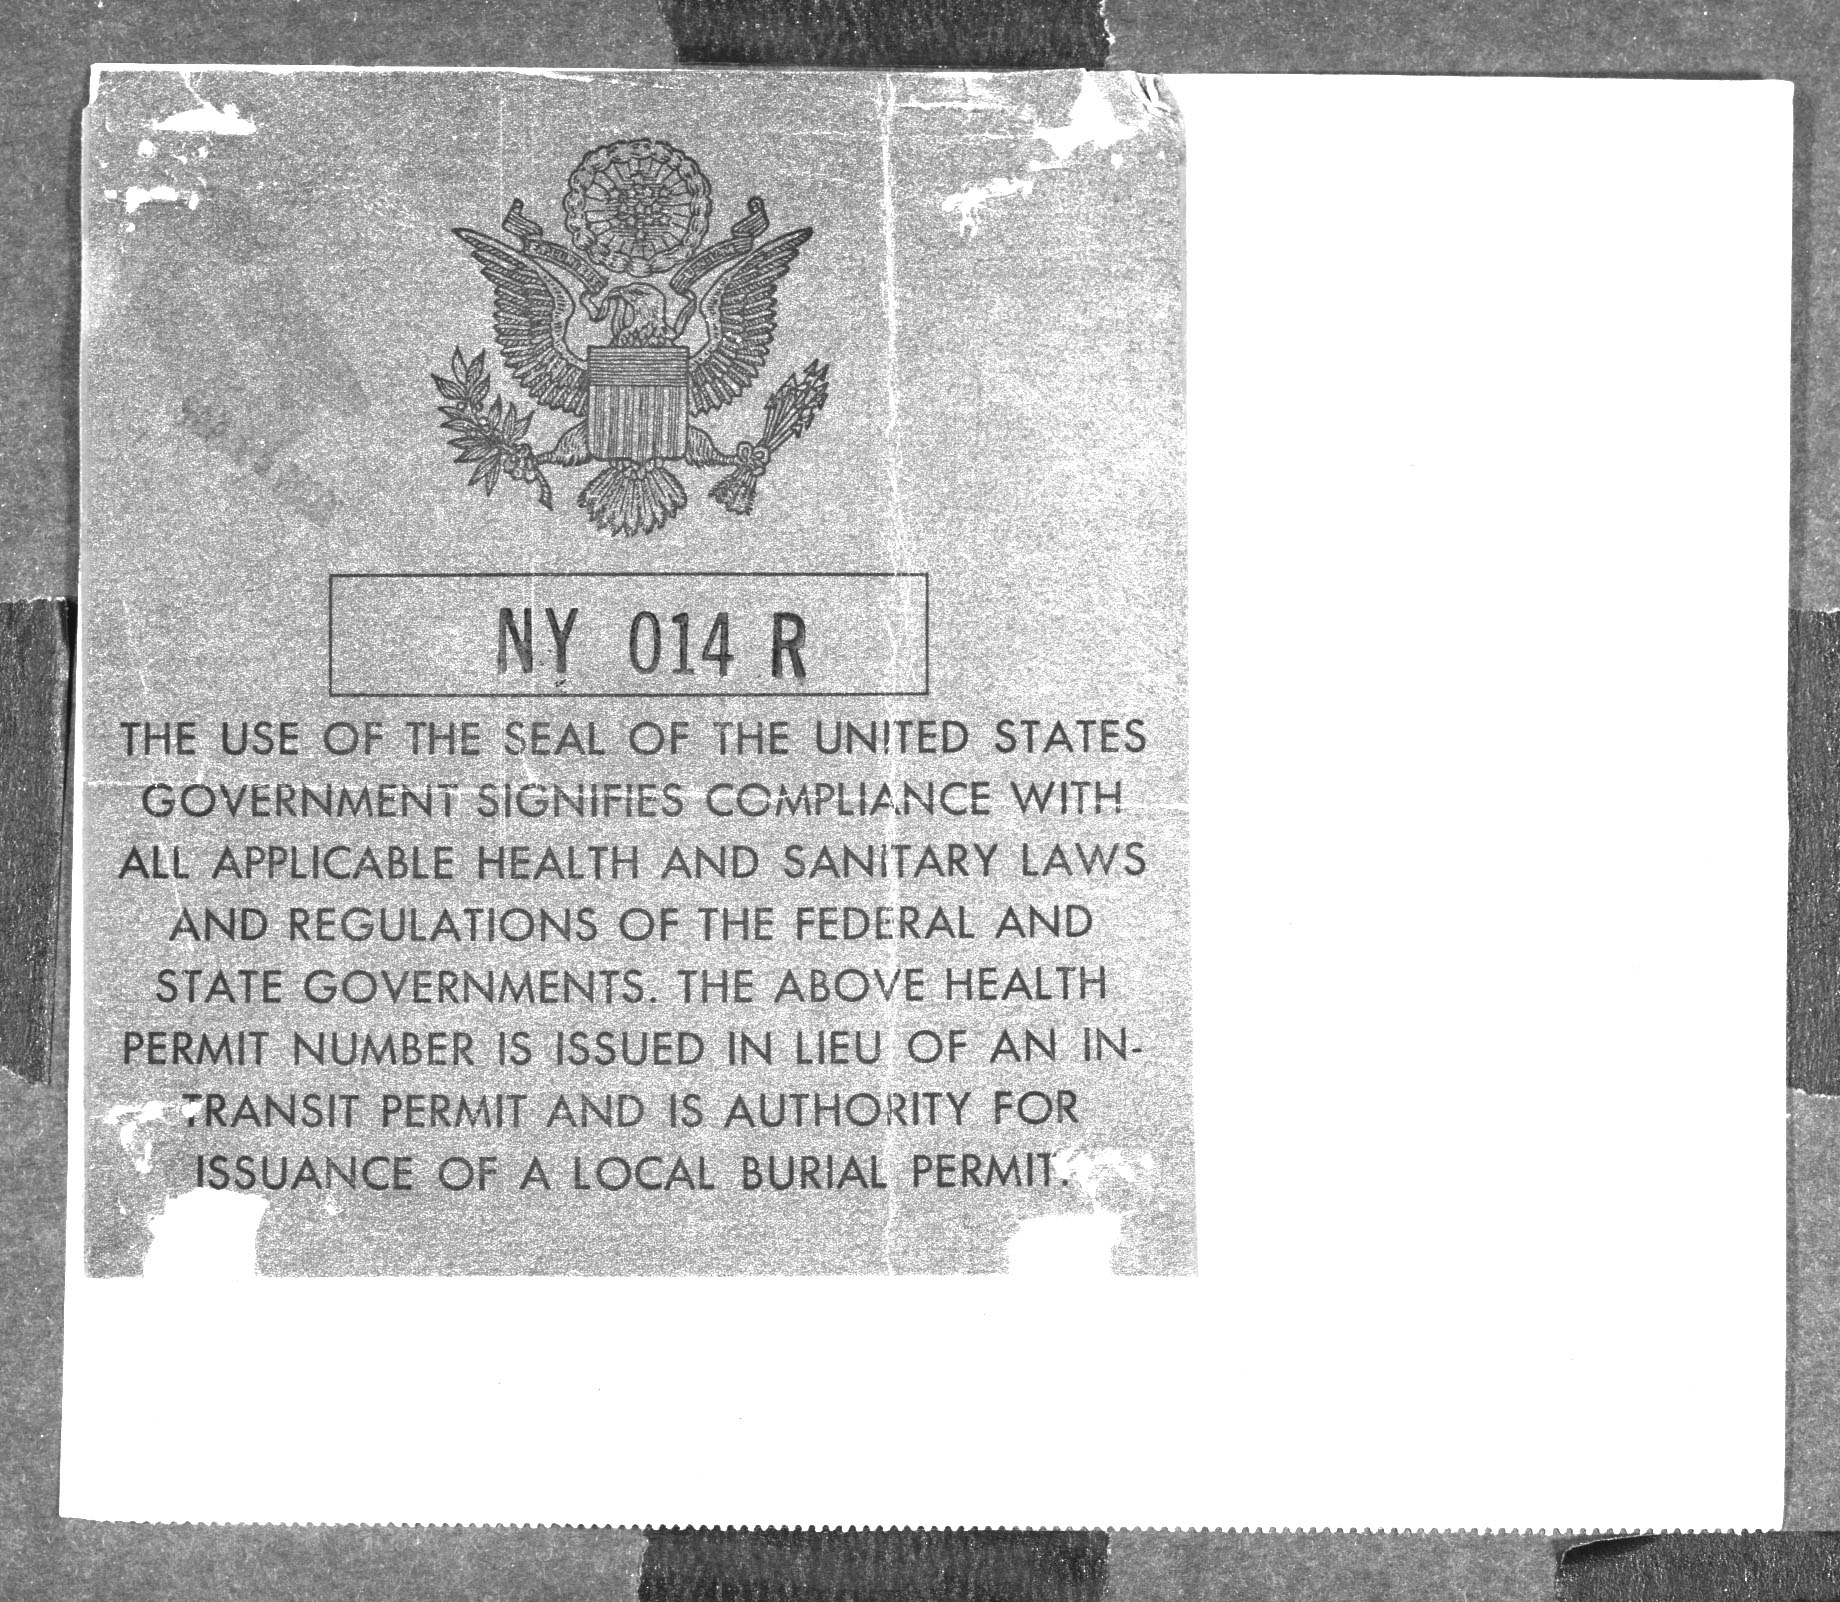 NY 014 R
THE USE OF THE SEAL OF THE UNITED STATES
GOVERNMENT SIGNIFIES COMPLIANCE WITH
ALL APPLICABLE HEALTH AND SANITARY LAWS
AND REGULATIONS OF THE FEDERAL AND
STATE GOVERNMENTS. THE ABOVE HEALTH
PERMIT NUMBER IS ISSUED IN LIEU OF AN IN-
TRANSIT PERMIT AND IS AUTHORITY FOR
ISSUANCE OF A LOCAL BURIAL PERMIT.